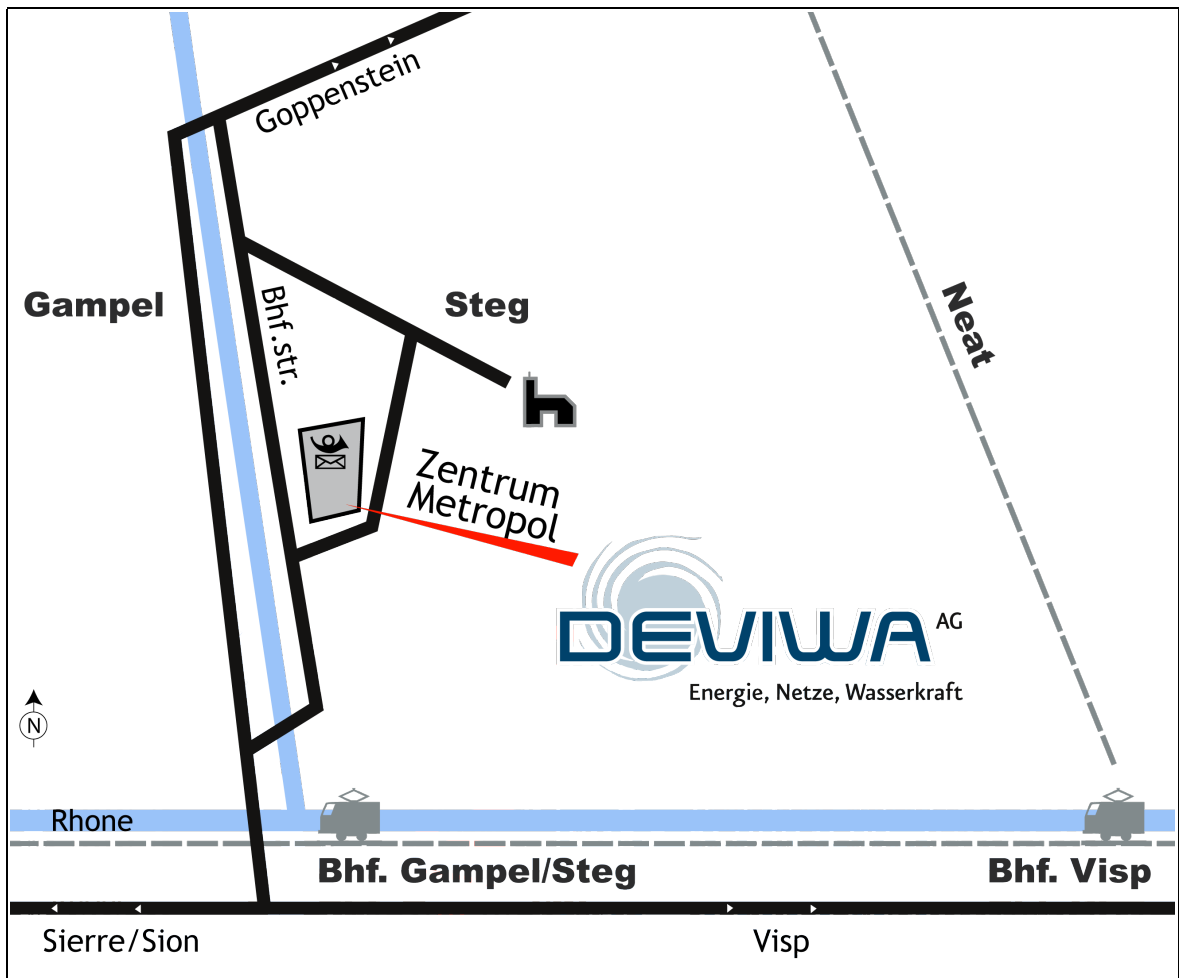 Goppenstein
Gampel
Steg
Bhf.str.
Neat
Zentrum
Metropol
DEVIWA AG
Energie, Netze, Wasserkraft
N
Rhone
Bhf. Gampel/Steg
Bhf. Visp
Sierre/Sion
Visp